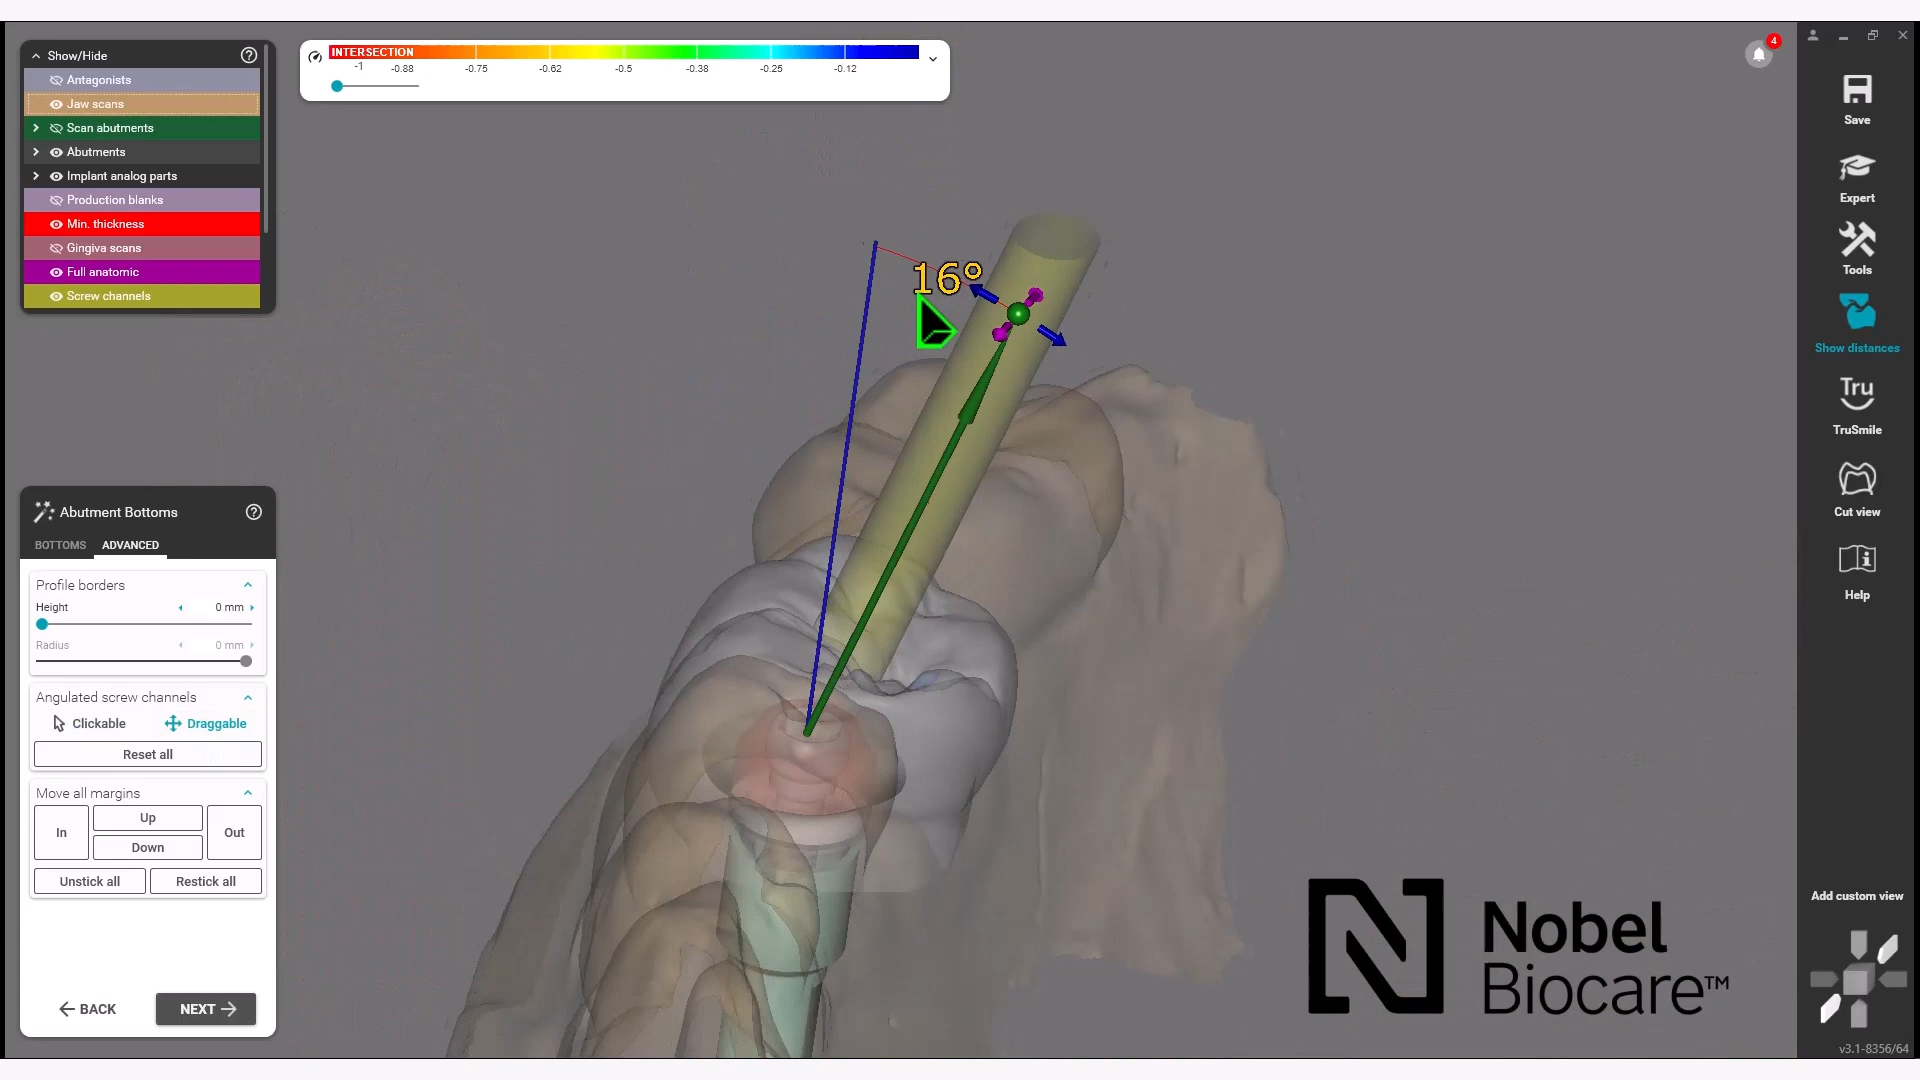 Show/Hide
Antagonists
Jaw scans
Scan abutments
Abutments
Implant analog parts
Production blanks
Min. thickness
Gingiva scans
Full anatomic
Screw channels
INTERSECTION
-1 -0.88 -0.75 -0.62 -0.5 -0.38 -0.25 -0.12
4
16°
Save
Expert
Tools
Show distances
Tru
TruSmile
Cut view
Help
Add custom view
v3.1-8356/64
Abutment Bottoms
BOTTOMS ADVANCED
Profile borders
Height 0 mm
Radius 0 mm
Angulated screw channels
Clickable Draggable
Reset all
Move all margins
In Up Out
Down
Unstick all Restick all
BACK NEXT
N Nobel
Biocare™